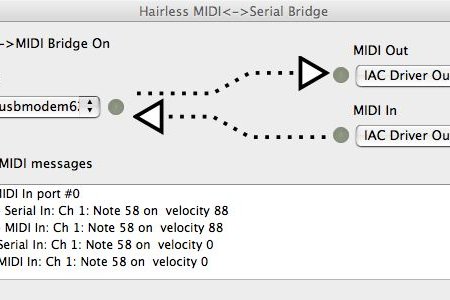 Hairless MIDI<->Serial Bridge
->MIDI Bridge On
MIDI Out
usbmodem62
IAC Driver Ou
MIDI In
IAC Driver Ou
MIDI messages
MIDI In port #0
Serial In: Ch 1: Note 58 on velocity 88
MIDI In: Ch 1: Note 58 on velocity 88
Serial In: Ch 1: Note 58 on velocity 0
MIDI In: Ch 1: Note 58 on velocity 0